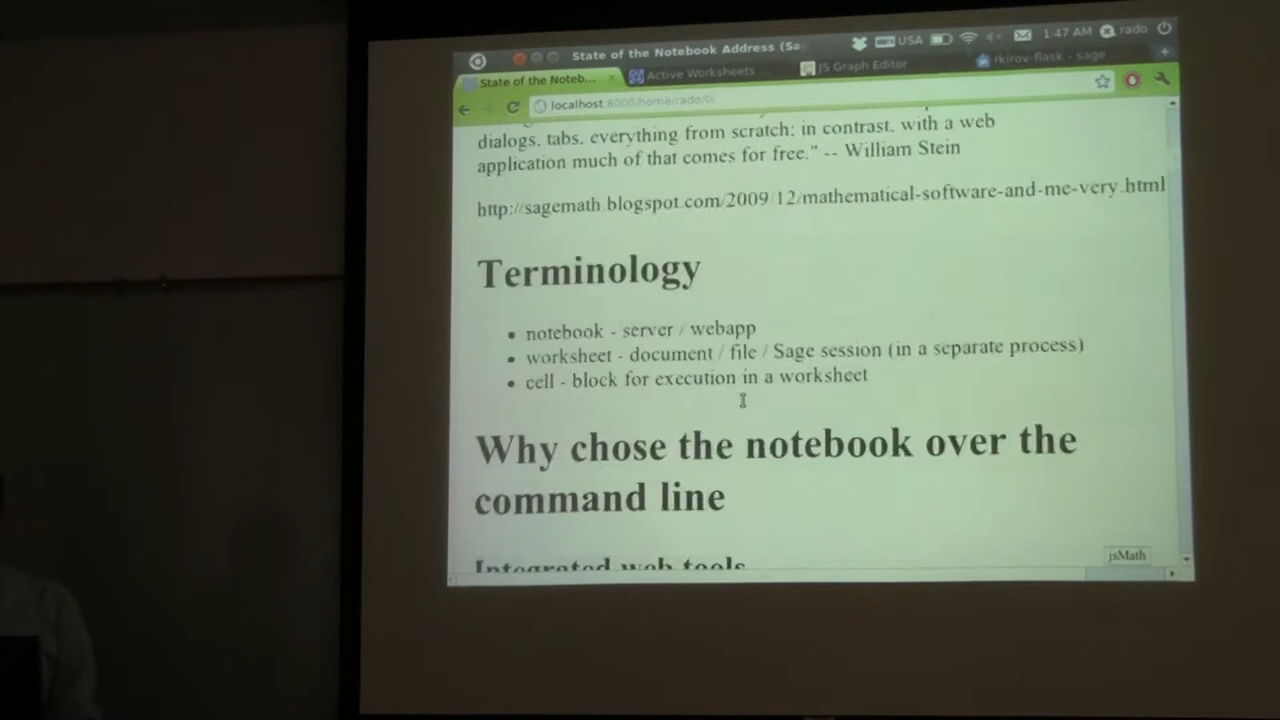 State of the Notebook Address (Sa
USA
1:47 AM
rado
State of the Noteb...
Active Worksheets
JS Graph Editor
rkirov-flask - sage
localhost:8000/home/rado/0/
dialogs, tabs, everything from scratch; in contrast, with a web
application much of that comes for free." -- William Stein
http://sagemath.blogspot.com/2009/12/mathematical-software-and-me-very.html
Terminology
• notebook - server / webapp
• worksheet - document / file / Sage session (in a separate process)
• cell - block for execution in a worksheet
Why chose the notebook over the
command line
Integrated web tools
jsMath